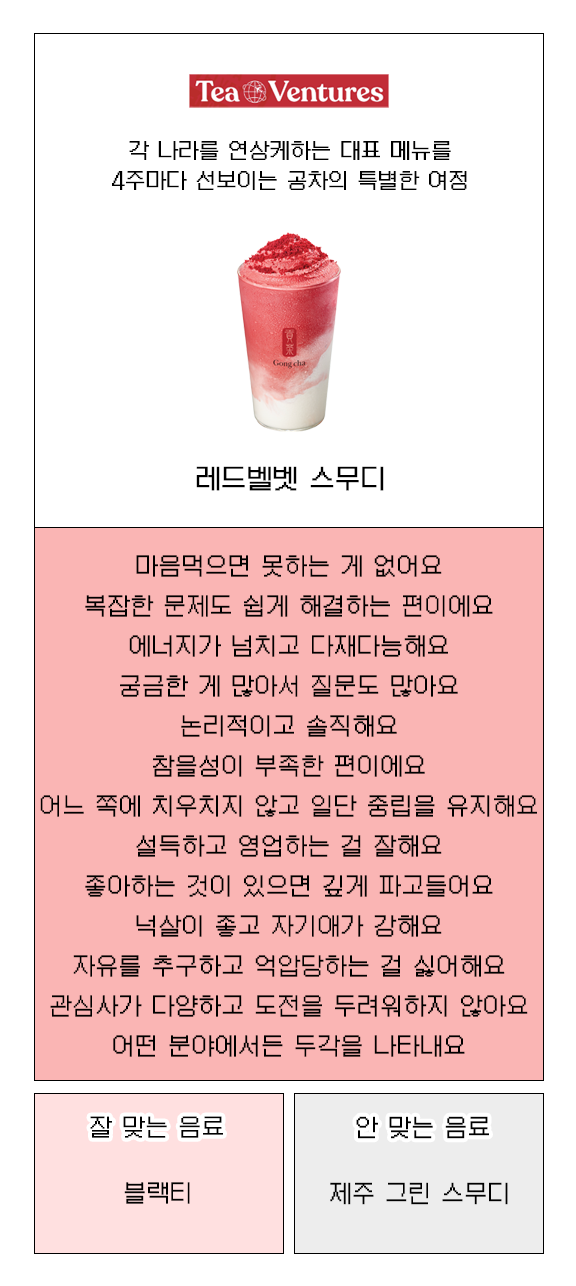 Tea Ventures
각 나라를 연상케하는 대표 메뉴를
4주마다 선보이는 공차의 특별한 여정
貢茶
Gong cha
레드벨벳 스무디
마음먹으면 못하는 게 없어요
복잡한 문제도 쉽게 해결하는 편이에요
에너지가 넘치고 다재다능해요
궁금한 게 많아서 질문도 많아요
논리적이고 솔직해요
참을성이 부족한 편이에요
어느 쪽에 치우치지 않고 일단 중립을 유지해요
설득하고 영업하는 걸 잘해요
좋아하는 것이 있으면 깊게 파고들어요
넉살이 좋고 자기애가 강해요
자유를 추구하고 억압당하는 걸 싫어해요
관심사가 다양하고 도전을 두려워하지 않아요
어떤 분야에서든 두각을 나타내요
잘 맞는 음료
블랙티
안 맞는 음료
제주 그린 스무디